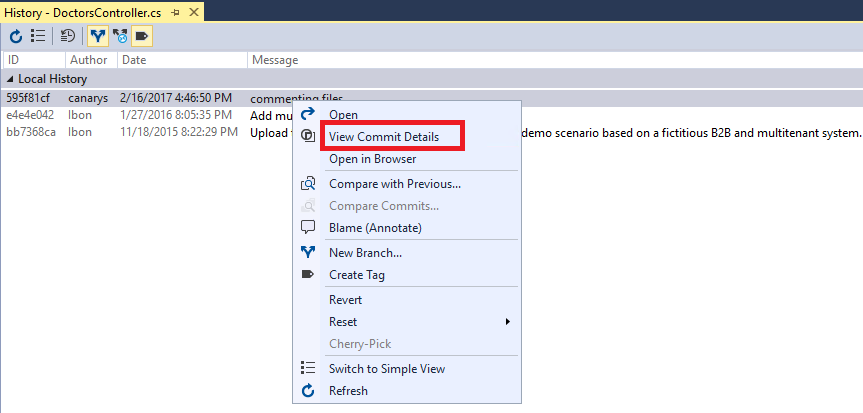 History - DoctorsController.cs
ID Author Date Message
Local History
595f81cf canarys 2/16/2017 4:46:50 PM commenting files
e4e4e042 Ibon 1/27/2016 8:05:35 PM Add mu
bb7368ca Ibon 11/18/2015 8:22:29 PM Upload demo scenario based on a fictitious B2B and multitenant system.
Open
View Commit Details
Open in Browser
Compare with Previous...
Compare Commits...
Blame (Annotate)
New Branch...
Create Tag
Revert
Reset
Cherry-Pick
Switch to Simple View
Refresh